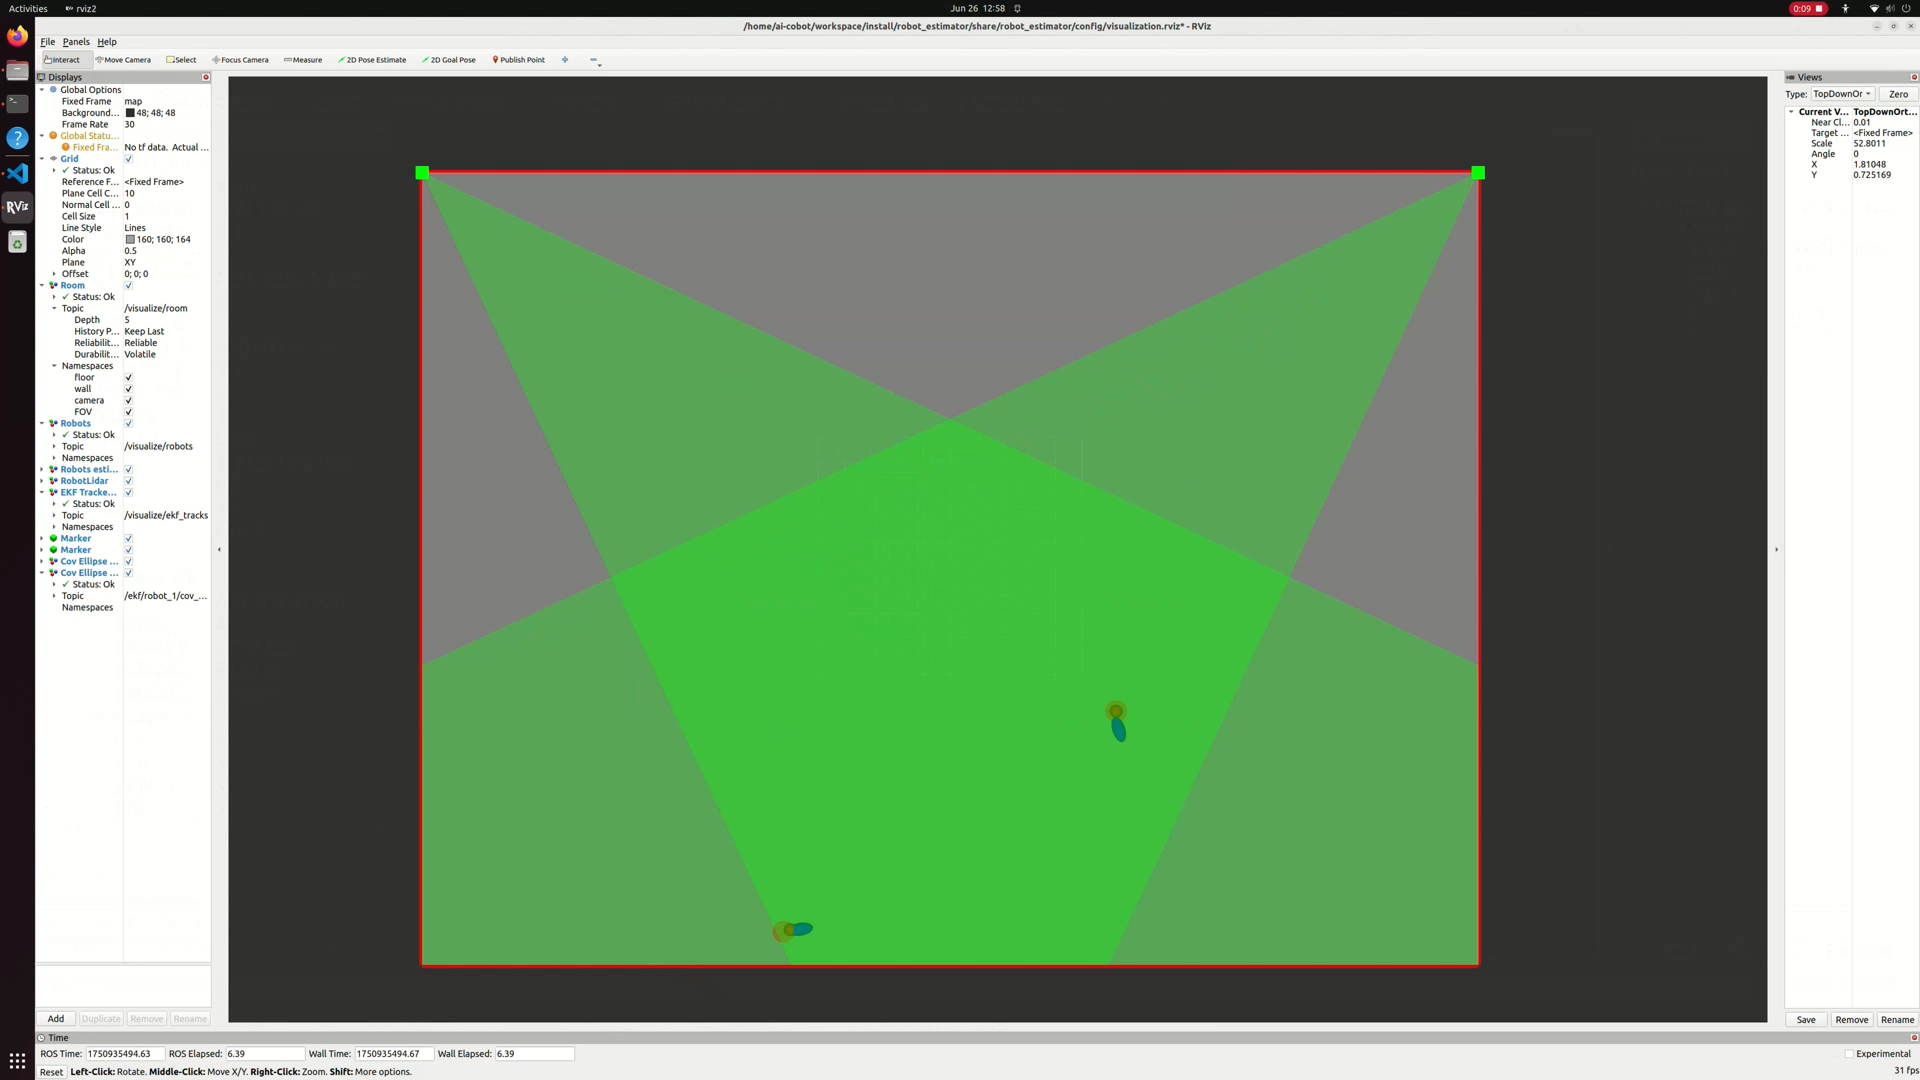 Activities rviz2 Jun 26 12:58 0:09
/home/ai-cobot/workspace/install/robot_estimator/share/robot_estimator/config/visualization.rviz* - RViz
File Panels Help
Interact Move Camera Select Focus Camera Measure 2D Pose Estimate 2D Goal Pose Publish Point
Displays
Global Options
Fixed Frame map
Background... 48; 48; 48
Frame Rate 30
Global Statu...
Fixed Fra... No tf data. Actual ...
Grid
Status: Ok
Reference F... <Fixed Frame>
Plane Cell C... 10
Normal Cell ... 0
Cell Size 1
Line Style Lines
Color 160; 160; 164
Alpha 0.5
Plane XY
Offset 0; 0; 0
Room
Status: Ok
Topic /visualize/room
Depth 5
History P... Keep Last
Reliabilit... Reliable
Durabilit... Volatile
Namespaces
floor
wall
camera
FOV
Robots
Status: Ok
Topic /visualize/robots
Namespaces
Robots esti...
RobotLidar
EKF Tracke...
Status: Ok
Topic /visualize/ekf_tracks
Namespaces
Marker
Marker
Cov Ellipse ...
Cov Ellipse ...
Status: Ok
Topic /ekf/robot_1/cov_...
Namespaces
Add Duplicate Remove Rename
RViz
Views
Type: TopDownOr Zero
Current V... TopDownOrt...
Near Cl... 0.01
Target ... <Fixed Frame>
Scale 52.8011
Angle 0
X 1.81048
Y 0.725169
Save Remove Rename
Time
ROS Time: 1750935494.63 ROS Elapsed: 6.39 Wall Time: 1750935494.67 Wall Elapsed: 6.39 Experimental
Reset Left-Click: Rotate. Middle-Click: Move X/Y. Right-Click: Zoom. Shift: More options. 31 fps